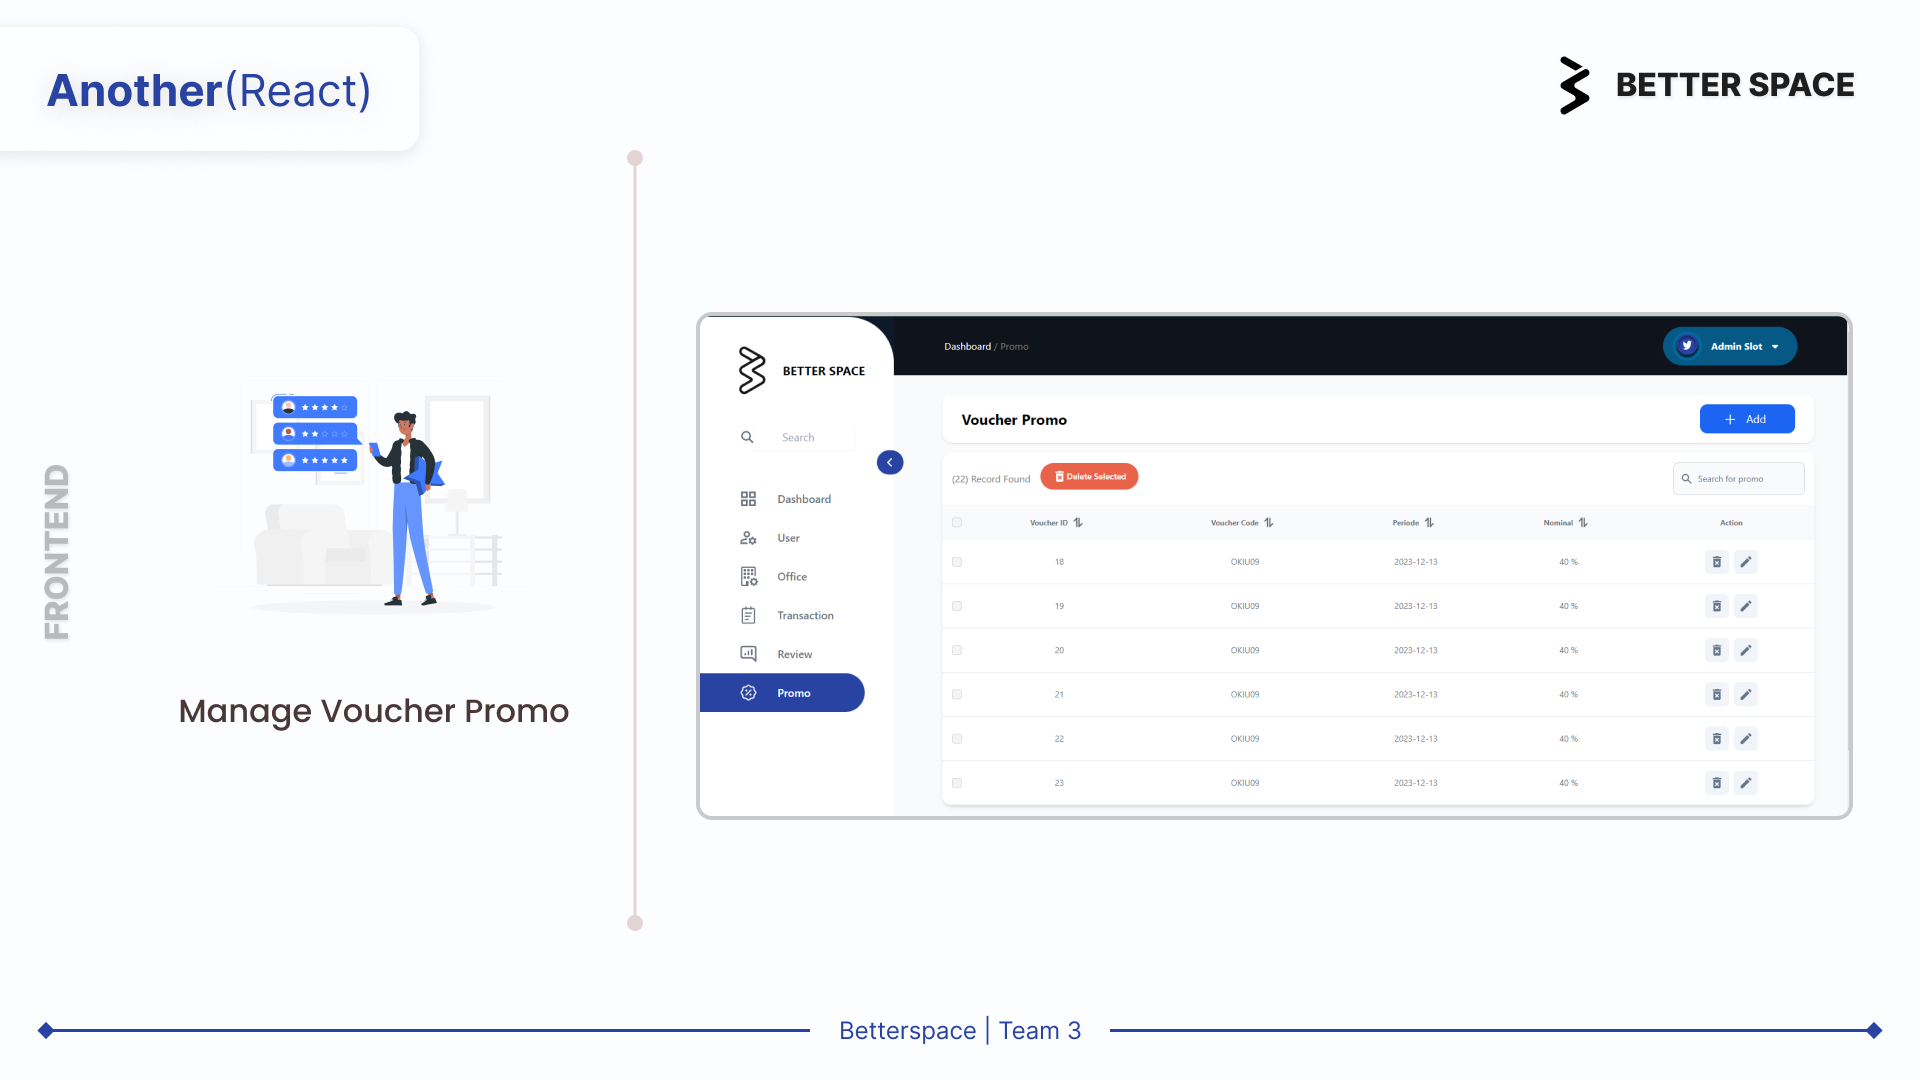 Another(React)
BETTER SPACE
FRONTEND
Manage Voucher Promo
BETTER SPACE
Search
Dashboard
User
Office
Transaction
Review
Promo
Dashboard / Promo
Admin Slot
Voucher Promo
+ Add
(22) Record Found
Delete Selected
Search for promo
Voucher ID Voucher Code Periode Nominal Action
18 OKIU09 2023-12-13 40 %
19 OKIU09 2023-12-13 40 %
20 OKIU09 2023-12-13 40 %
21 OKIU09 2023-12-13 40 %
22 OKIU09 2023-12-13 40 %
23 OKIU09 2023-12-13 40 %
Betterspace | Team 3